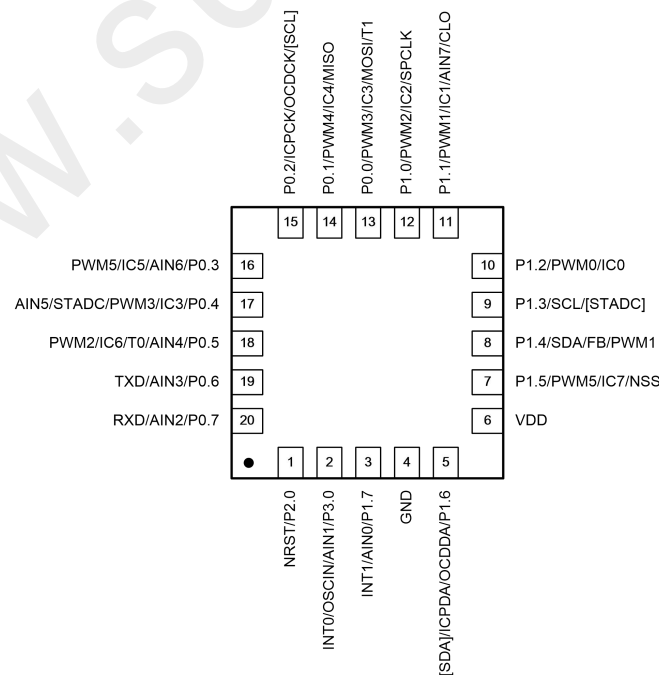 P0.2/ICPCK/OCDCK/[SCL]
P0.1/PWM4/IC4/MISO
P0.0/PWM3/IC3/MOSI/T1
P1.0/PWM2/IC2/SPCLK
P1.1/PWM1/IC1/AIN7/CLO
15
14
13
12
11
PWM5/IC5/AIN6/P0.3
16
10
P1.2/PWM0/IC0
AIN5/STADC/PWM3/IC3/P0.4
17
9
P1.3/SCL/[STADC]
PWM2/IC6/T0/AIN4/P0.5
18
8
P1.4/SDA/FB/PWM1
TXD/AIN3/P0.6
19
7
P1.5/PWM5/IC7/NSS
RXD/AIN2/P0.7
20
6
VDD
1
2
3
4
5
NRST/P2.0
INT0/OSCIN/AIN1/P3.0
INT1/AIN0/P1.7
GND
[SDA]/ICPDA/OCDDA/P1.6